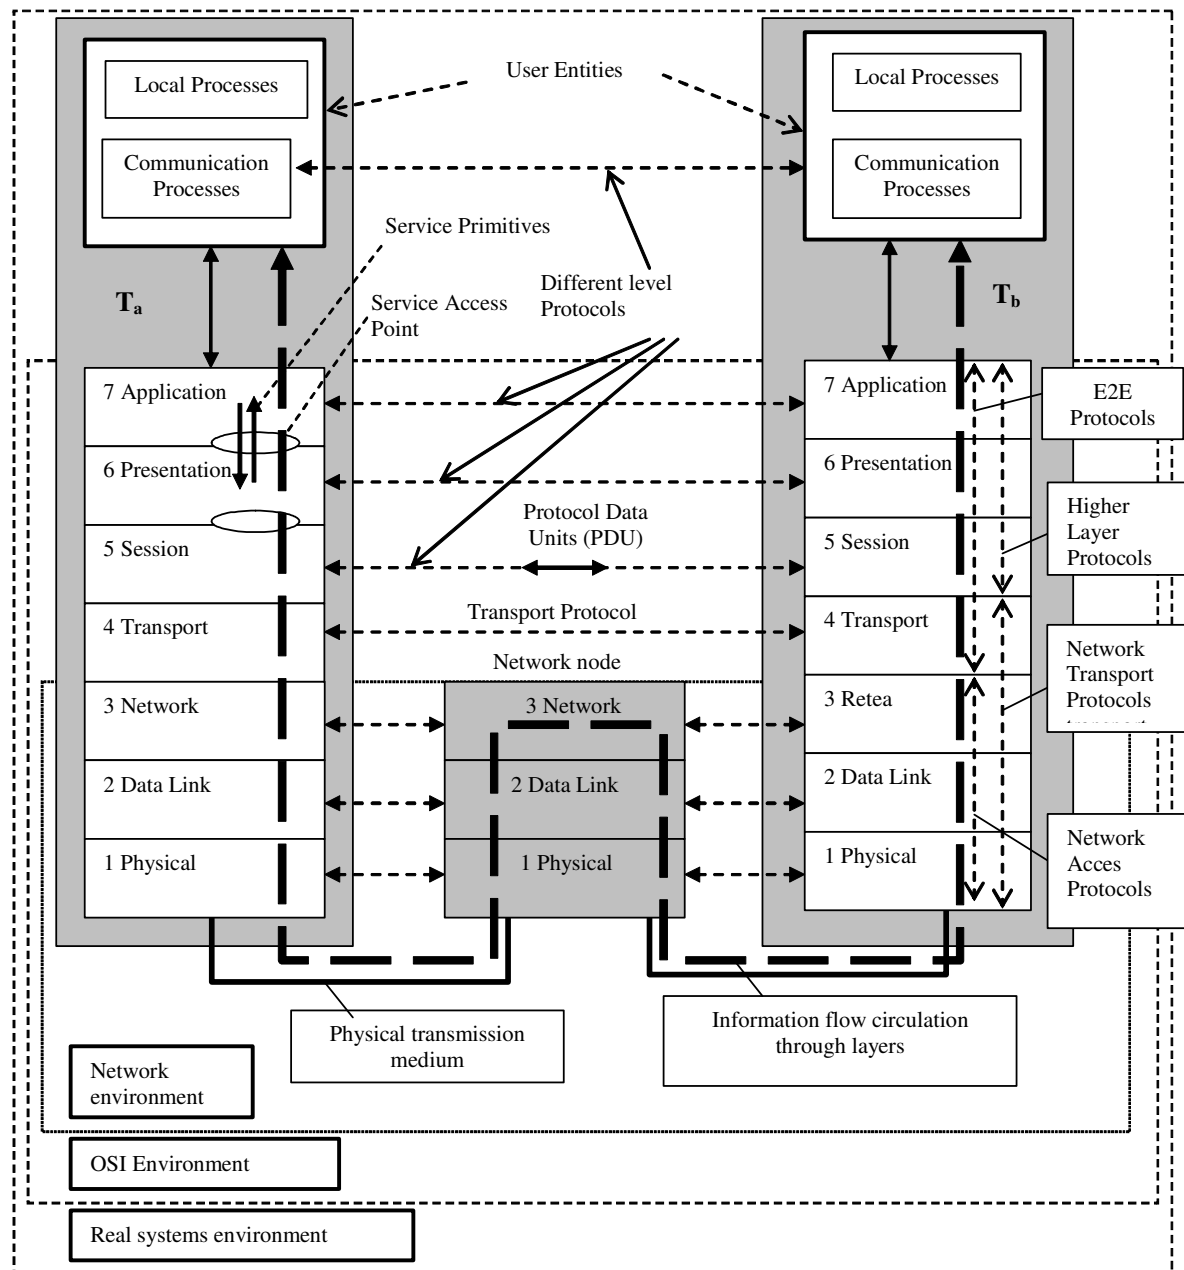 User Entities
Local Processes
Communication
Processes
Local Processes
Communication
Processes
Service Primitives
Different level
Protocols
Service Access
Point
Ta
Tb
7 Application
6 Presentation
5 Session
4 Transport
3 Network
2 Data Link
1 Physical
Protocol Data
Units (PDU)
Transport Protocol
Network node
3 Network
2 Data Link
1 Physical
7 Application
6 Presentation
5 Session
4 Transport
3 Retea
2 Data Link
1 Physical
E2E
Protocols
Higher
Layer
Protocols
Network
Transport
Protocols
transport
Network
Acces
Protocols
Physical transmission
medium
Information flow circulation
through layers
Network
environment
OSI Environment
Real systems environment